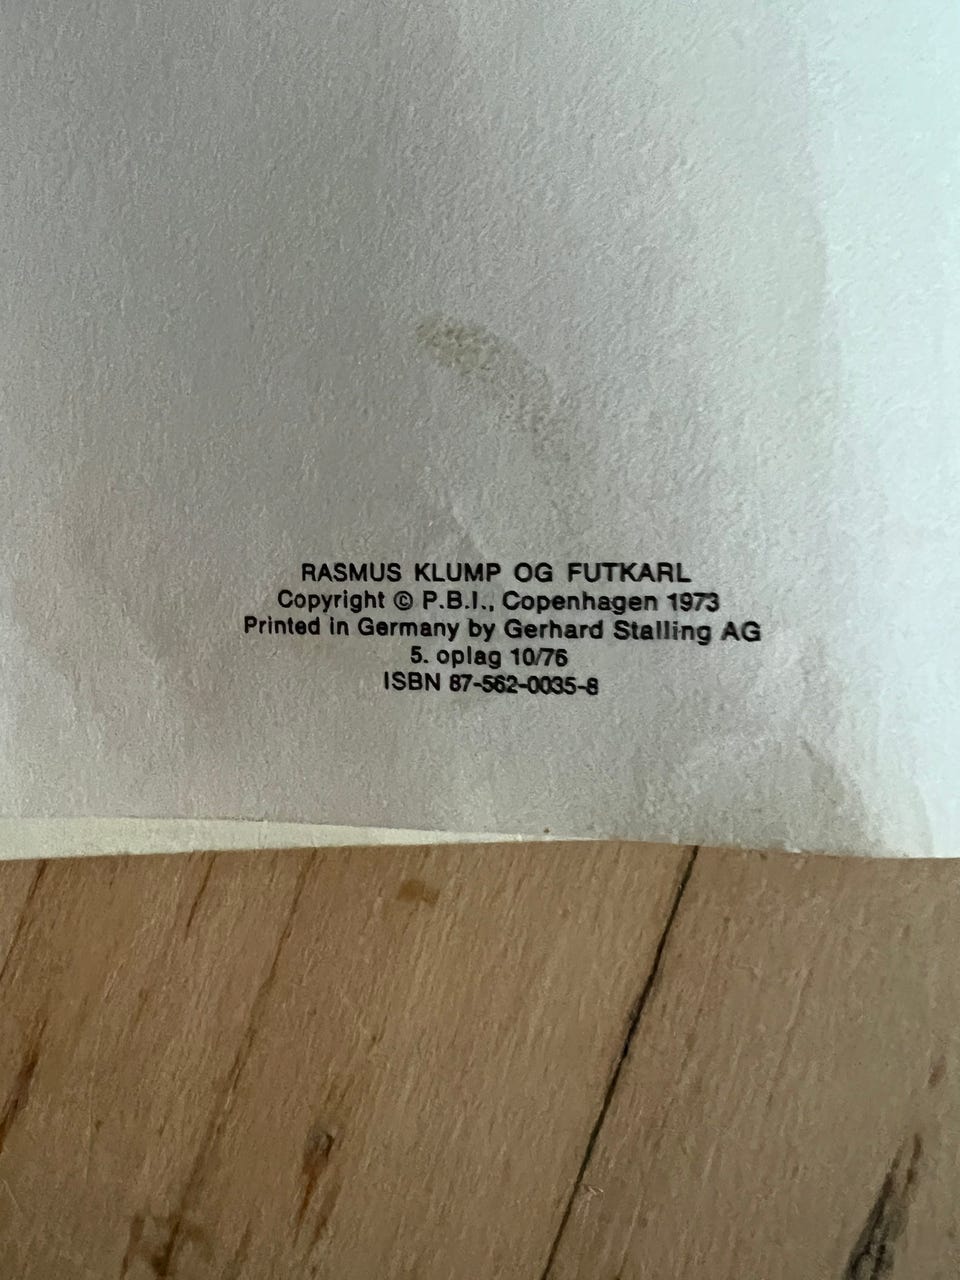 RASMUS KLUMP OG FUTKARL
Copyright © P.B.I., Copenhagen 1973
Printed in Germany by Gerhard Stalling AG
5. oplag 10/76
ISBN 87-562-0035-8